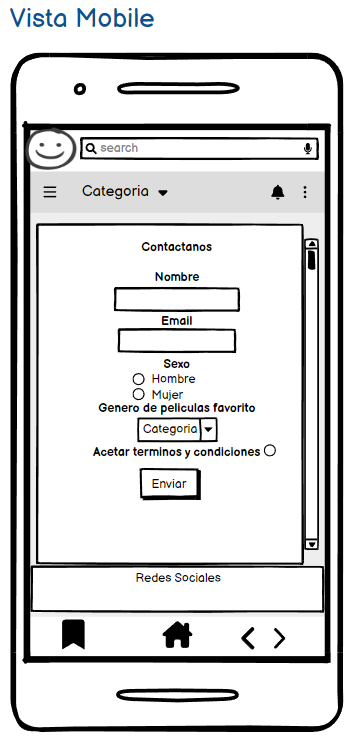 Vista Mobile
search
Categoria
Contactanos
Nombre
Email
Sexo
Hombre
Mujer
Genero de peliculas favorito
Categoria
Acetar terminos y condiciones
Enviar
Redes Sociales